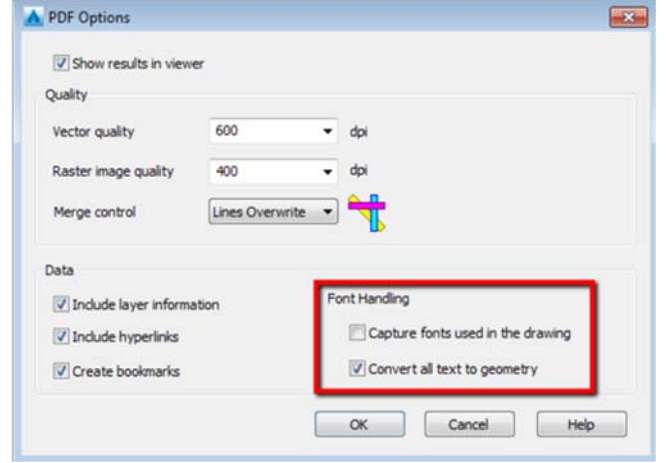 PDF Options
Show results in viewer
Quality
Vector quality 600 dpi
Raster image quality 400 dpi
Merge control Lines Overwrite
Data
Include layer information
Include hyperlinks
Create bookmarks
Font Handling
Capture fonts used in the drawing
Convert all text to geometry
OK Cancel Help